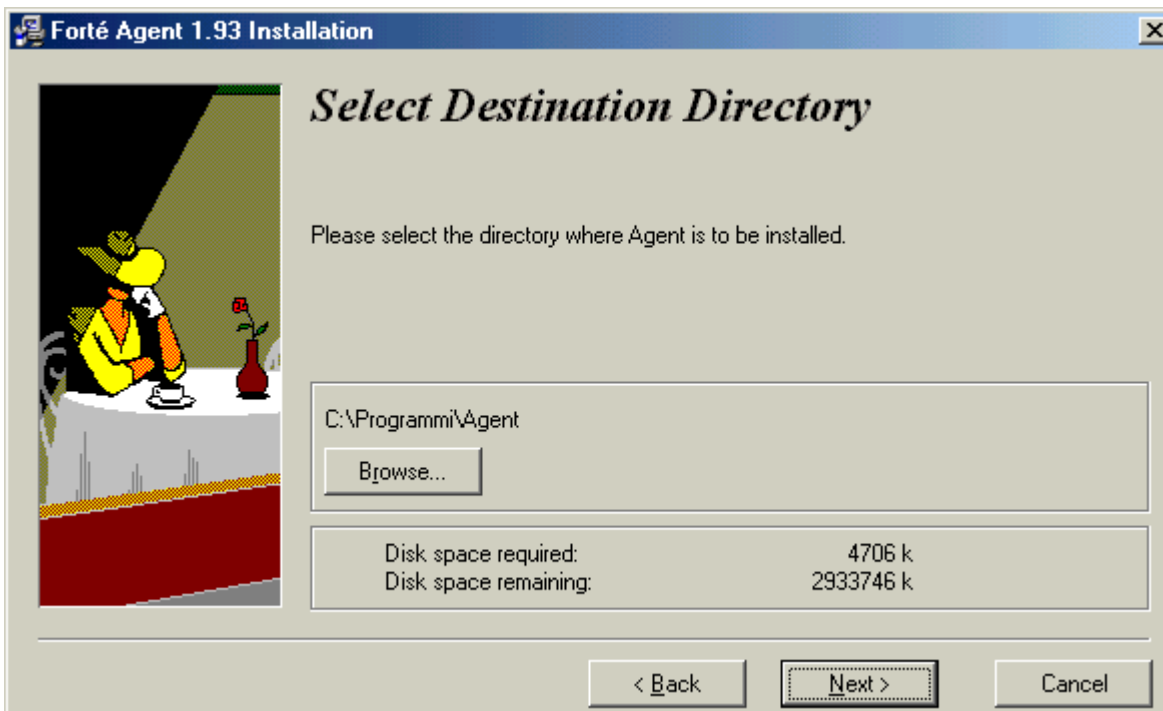 Forté Agent 1.93 Installation
Select Destination Directory
Please select the directory where Agent is to be installed.
C:\Programmi\Agent
Browse...
Disk space required: 4706 k
Disk space remaining: 2933746 k
< Back Next > Cancel